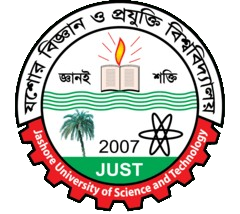 যশোর বিজ্ঞান ও প্রযুক্তি বিশ্ববিদ্যালয়
জ্ঞানই শক্তি
2007
JUST
Jashore University of Science and Technology